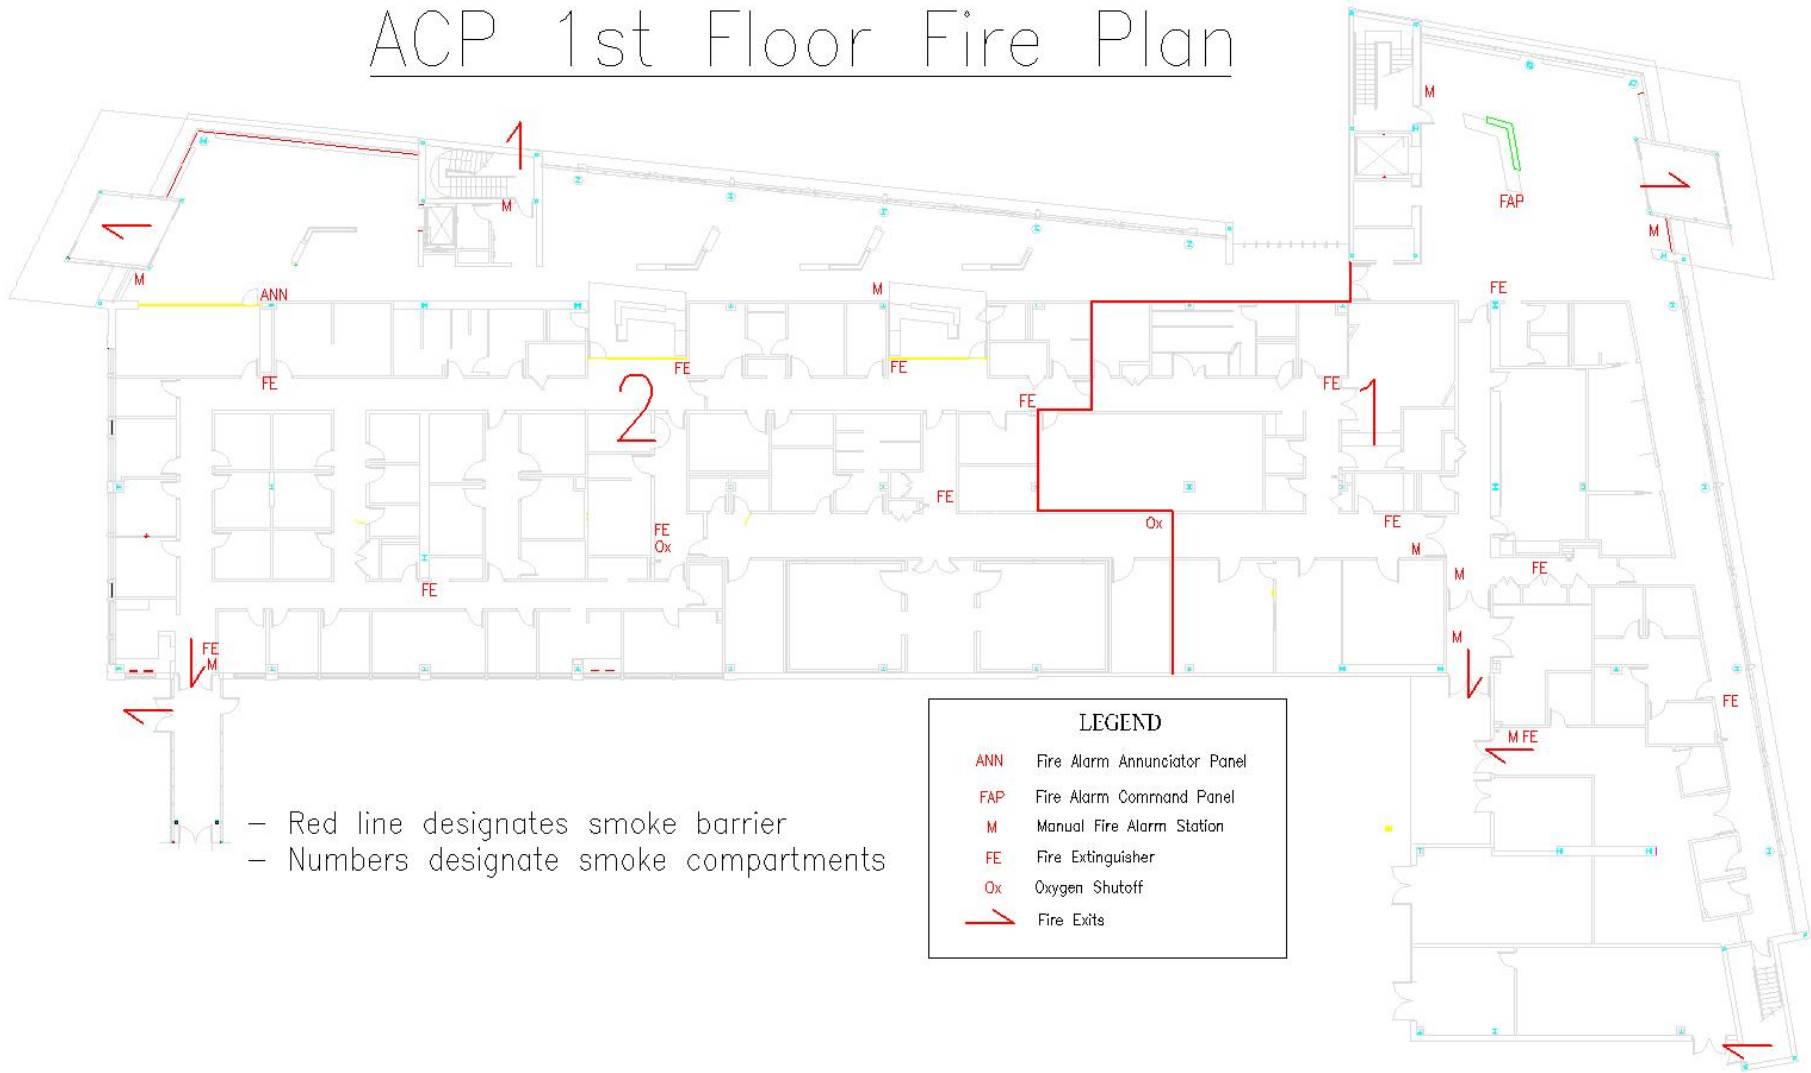 ACP 1st Floor Fire Plan
M
M
FAP
M
M
ANN
M
FE
FE
FE
FE
FE
FE
2
1
FE
FE
Ox
FE
FE
Ox
M
FE
M
FE
M
FE
M
FE
M FE
LEGEND
ANN Fire Alarm Annunciator Panel
FAP Fire Alarm Command Panel
M Manual Fire Alarm Station
FE Fire Extinguisher
Ox Oxygen Shutoff
Fire Exits
- Red line designates smoke barrier
- Numbers designate smoke compartments